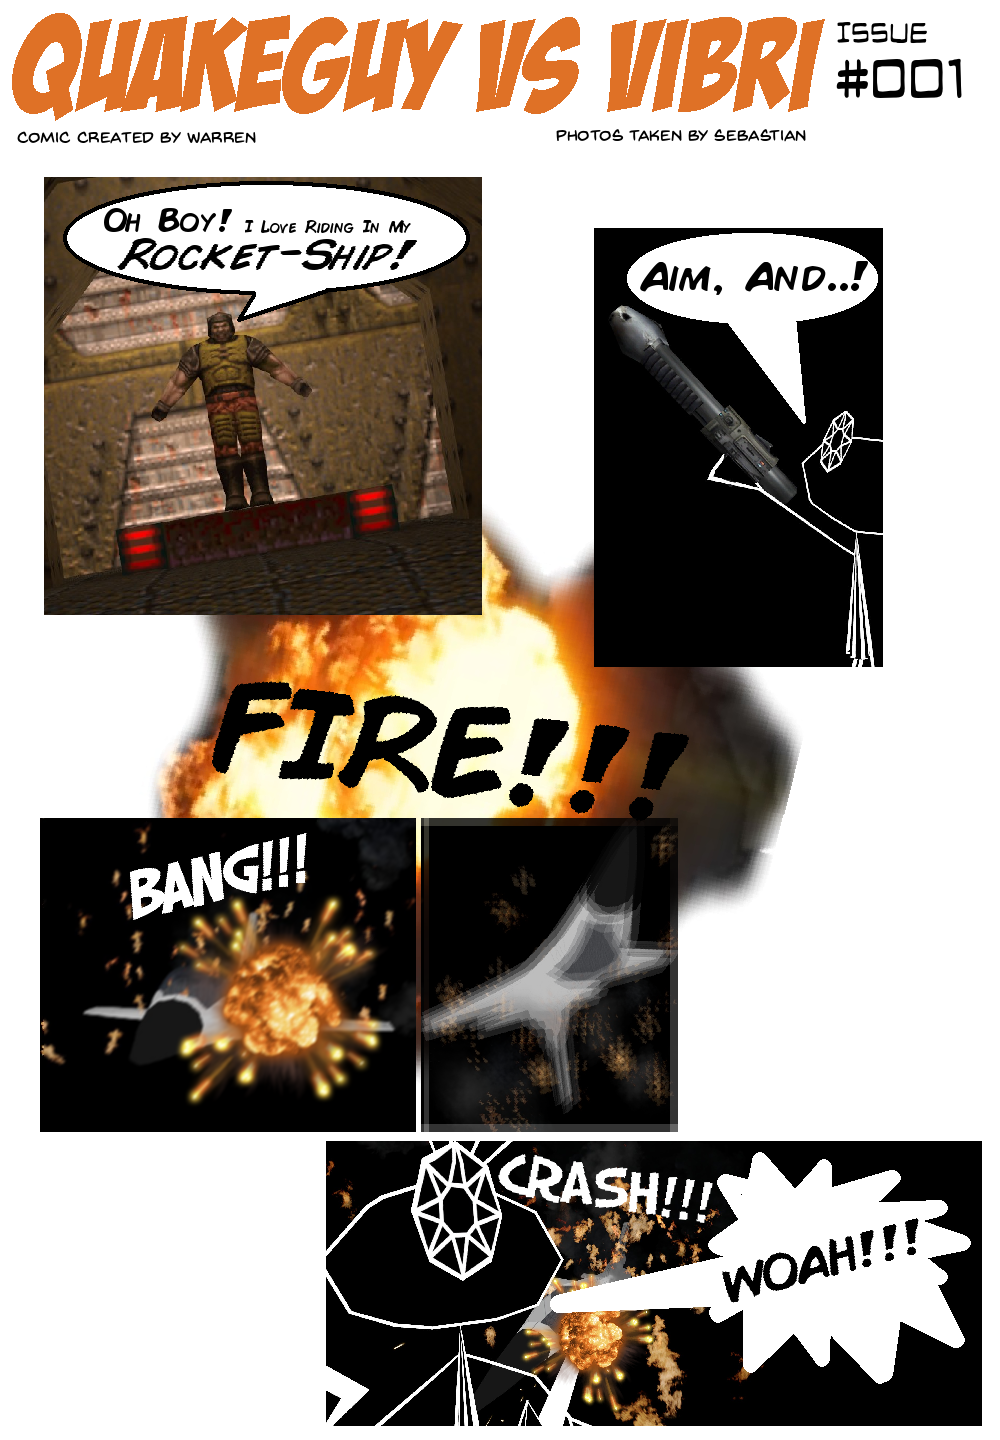 QUAKEGUY VS VIBRI
ISSUE
#001
COMIC CREATED BY WARREN
PHOTOS TAKEN BY SEBASTIAN
OH BOY! I LOVE RIDING IN MY
ROCKET-SHIP!
AIM, AND..!
FIRE!!!
BANG!!!
CRASH!!!
WOAH!!!